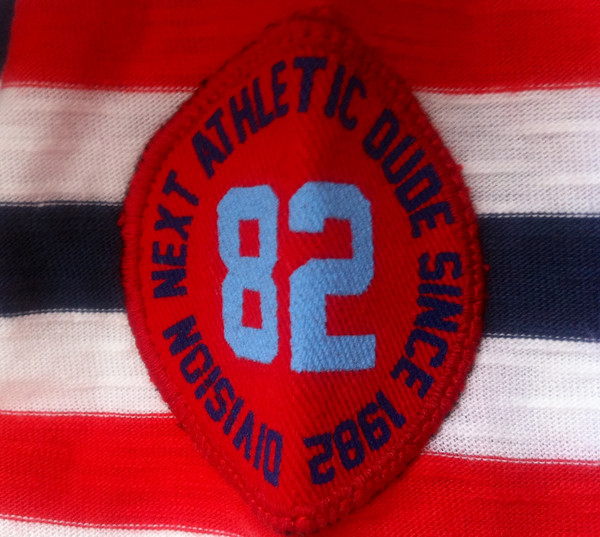 DIVISION NEXT ATHLETIC DUDE SINCE 1982
82